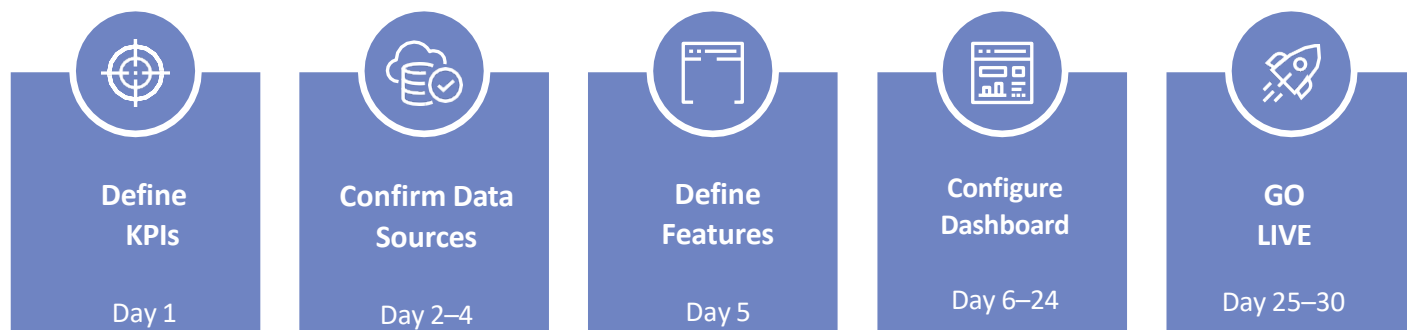 Define
KPIs
Day 1
Confirm Data
Sources
Day 2–4
Define
Features
Day 5
Configure
Dashboard
Day 6–24
GO
LIVE
Day 25–30